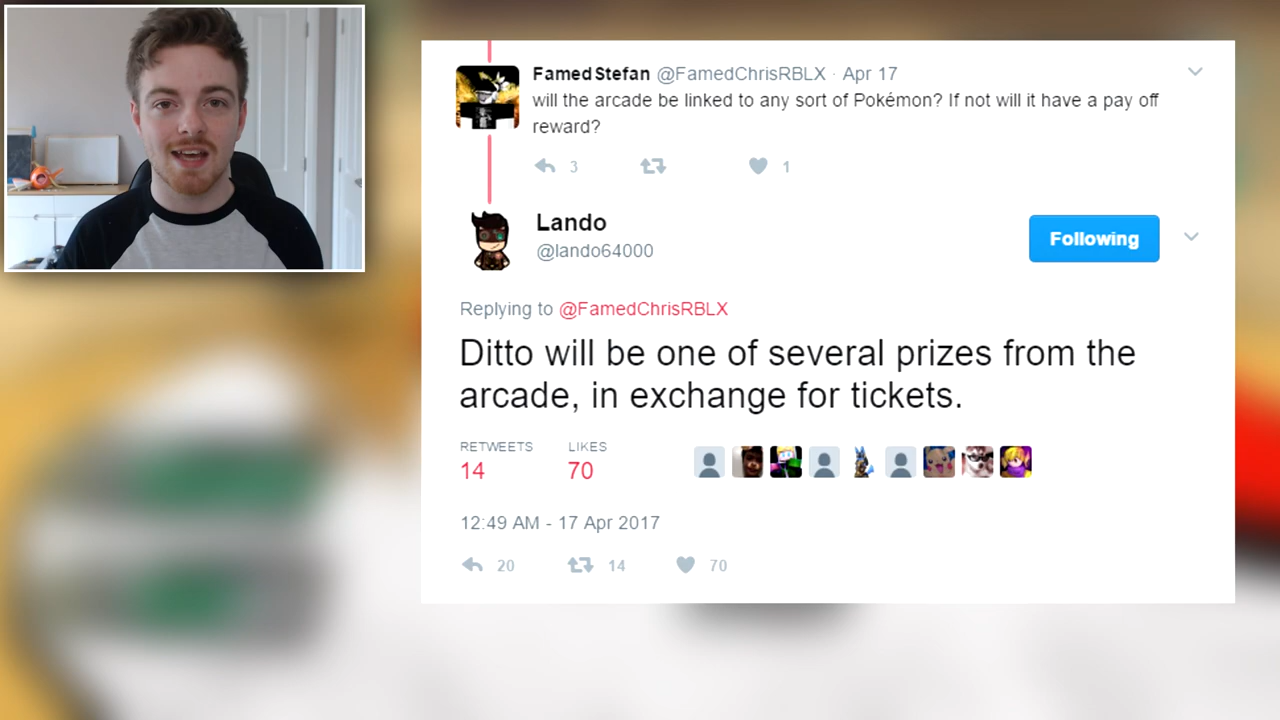 Famed Stefan @FamedChrisRBLX · Apr 17
will the arcade be linked to any sort of Pokémon? If not will it have a pay off
reward?
3 1
Lando
@lando64000
Following
Replying to @FamedChrisRBLX
Ditto will be one of several prizes from the
arcade, in exchange for tickets.
RETWEETS LIKES
14 70
12:49 AM - 17 Apr 2017
20 14 70